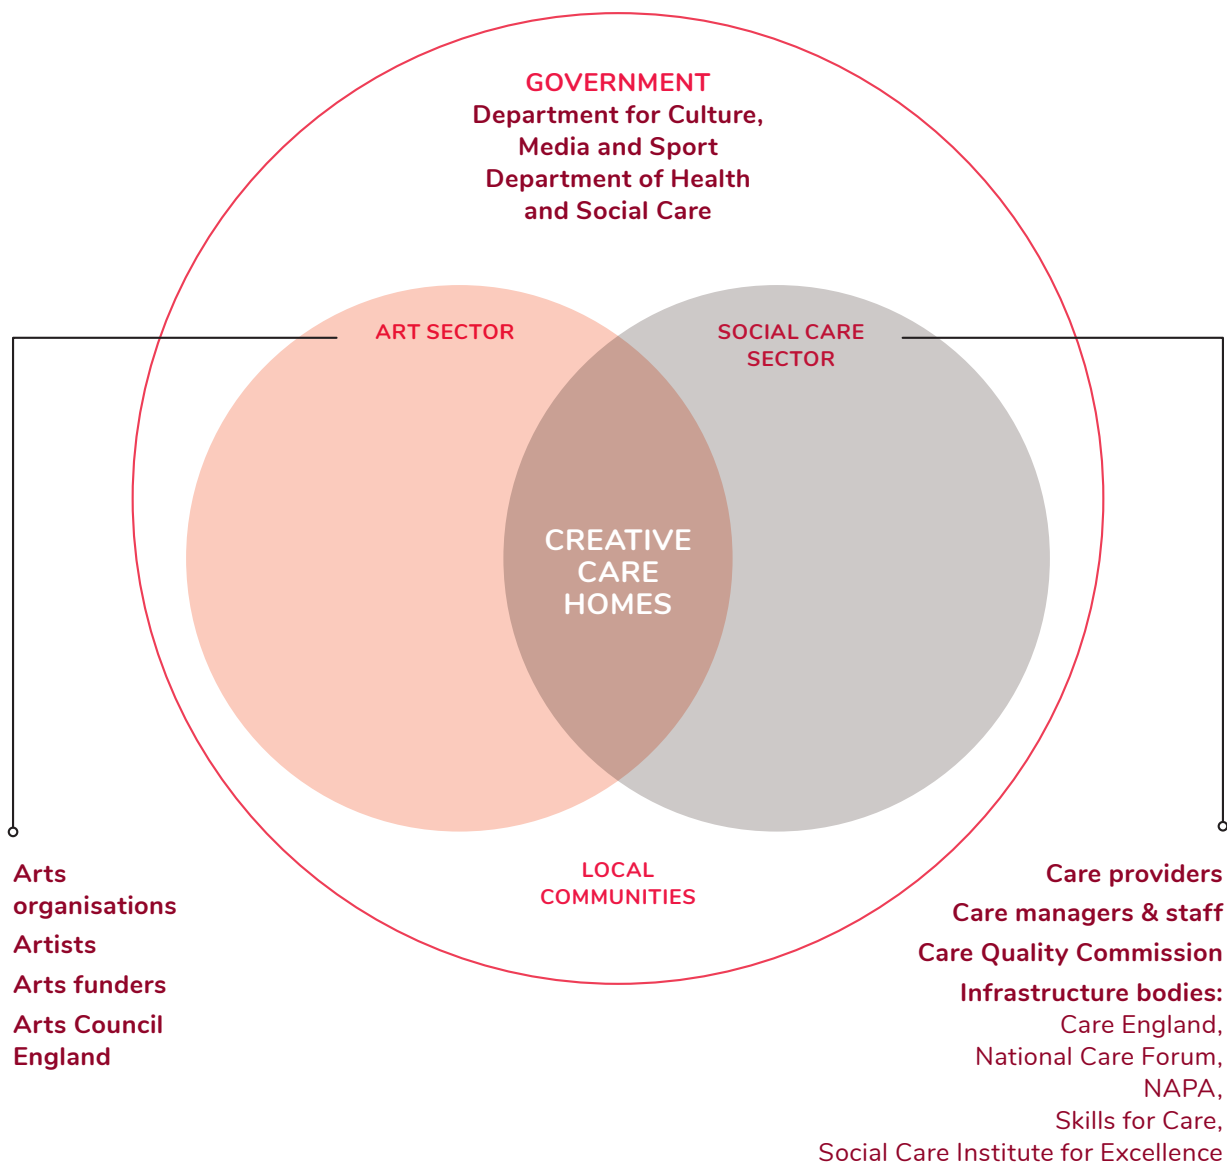 GOVERNMENT
Department for Culture,
Media and Sport
Department of Health
and Social Care
ART SECTOR
SOCIAL CARE
SECTOR
CREATIVE
CARE
HOMES
LOCAL
COMMUNITIES
Arts
organisations
Artists
Arts funders
Arts Council
England
Care providers
Care managers & staff
Care Quality Commission
Infrastructure bodies:
Care England,
National Care Forum,
NAPA,
Skills for Care,
Social Care Institute for Excellence